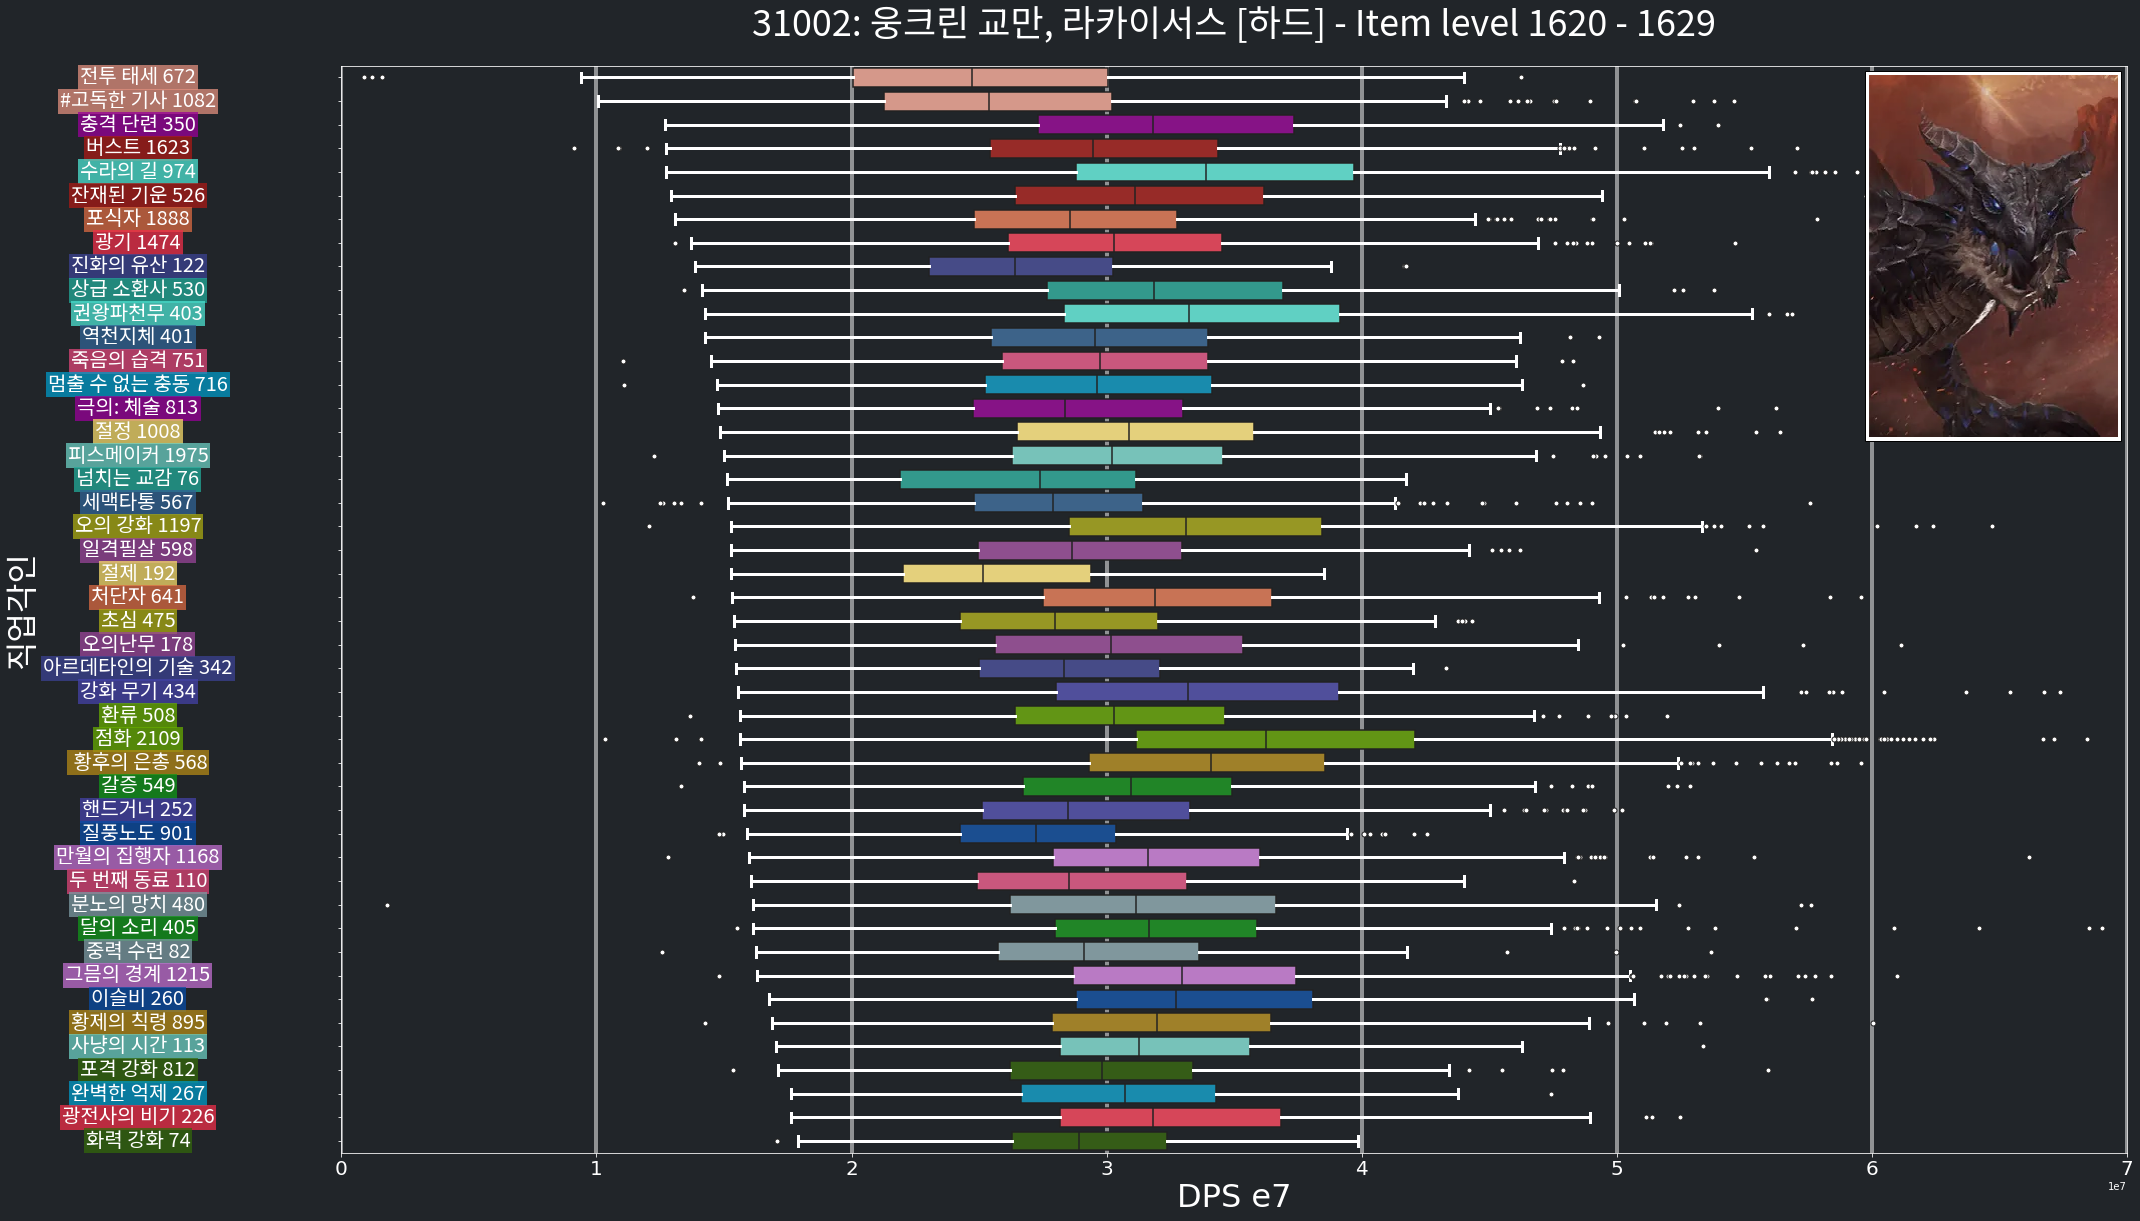 31002: 웅크린 교만, 라카이서스 [하드] - Item level 1620 - 1629
직업각인
전투 태세 672
#고독한 기사 1082
충격 단련 350
버스트 1623
수라의 길 974
잔재된 기운 526
포식자 1888
광기 1474
진화의 유산 122
상급 소환사 530
권왕파천무 403
역천지체 401
죽음의 습격 751
멈출 수 없는 충동 716
극의: 체술 813
절정 1008
피스메이커 1975
넘치는 교감 76
세맥타통 567
오의 강화 1197
일격필살 598
절제 192
처단자 641
초심 475
오의난무 178
아르데타인의 기술 342
강화 무기 434
환류 508
점화 2109
황후의 은총 568
갈증 549
핸드거너 252
질풍노도 901
만월의 집행자 1168
두 번째 동료 110
분노의 망치 480
달의 소리 405
중력 수련 82
그믐의 경계 1215
이슬비 260
황제의 칙령 895
사냥의 시간 113
포격 강화 812
완벽한 억제 267
광전사의 비기 226
화력 강화 74
0 1 2 3 4 5 6 7
DPS e7
1e7